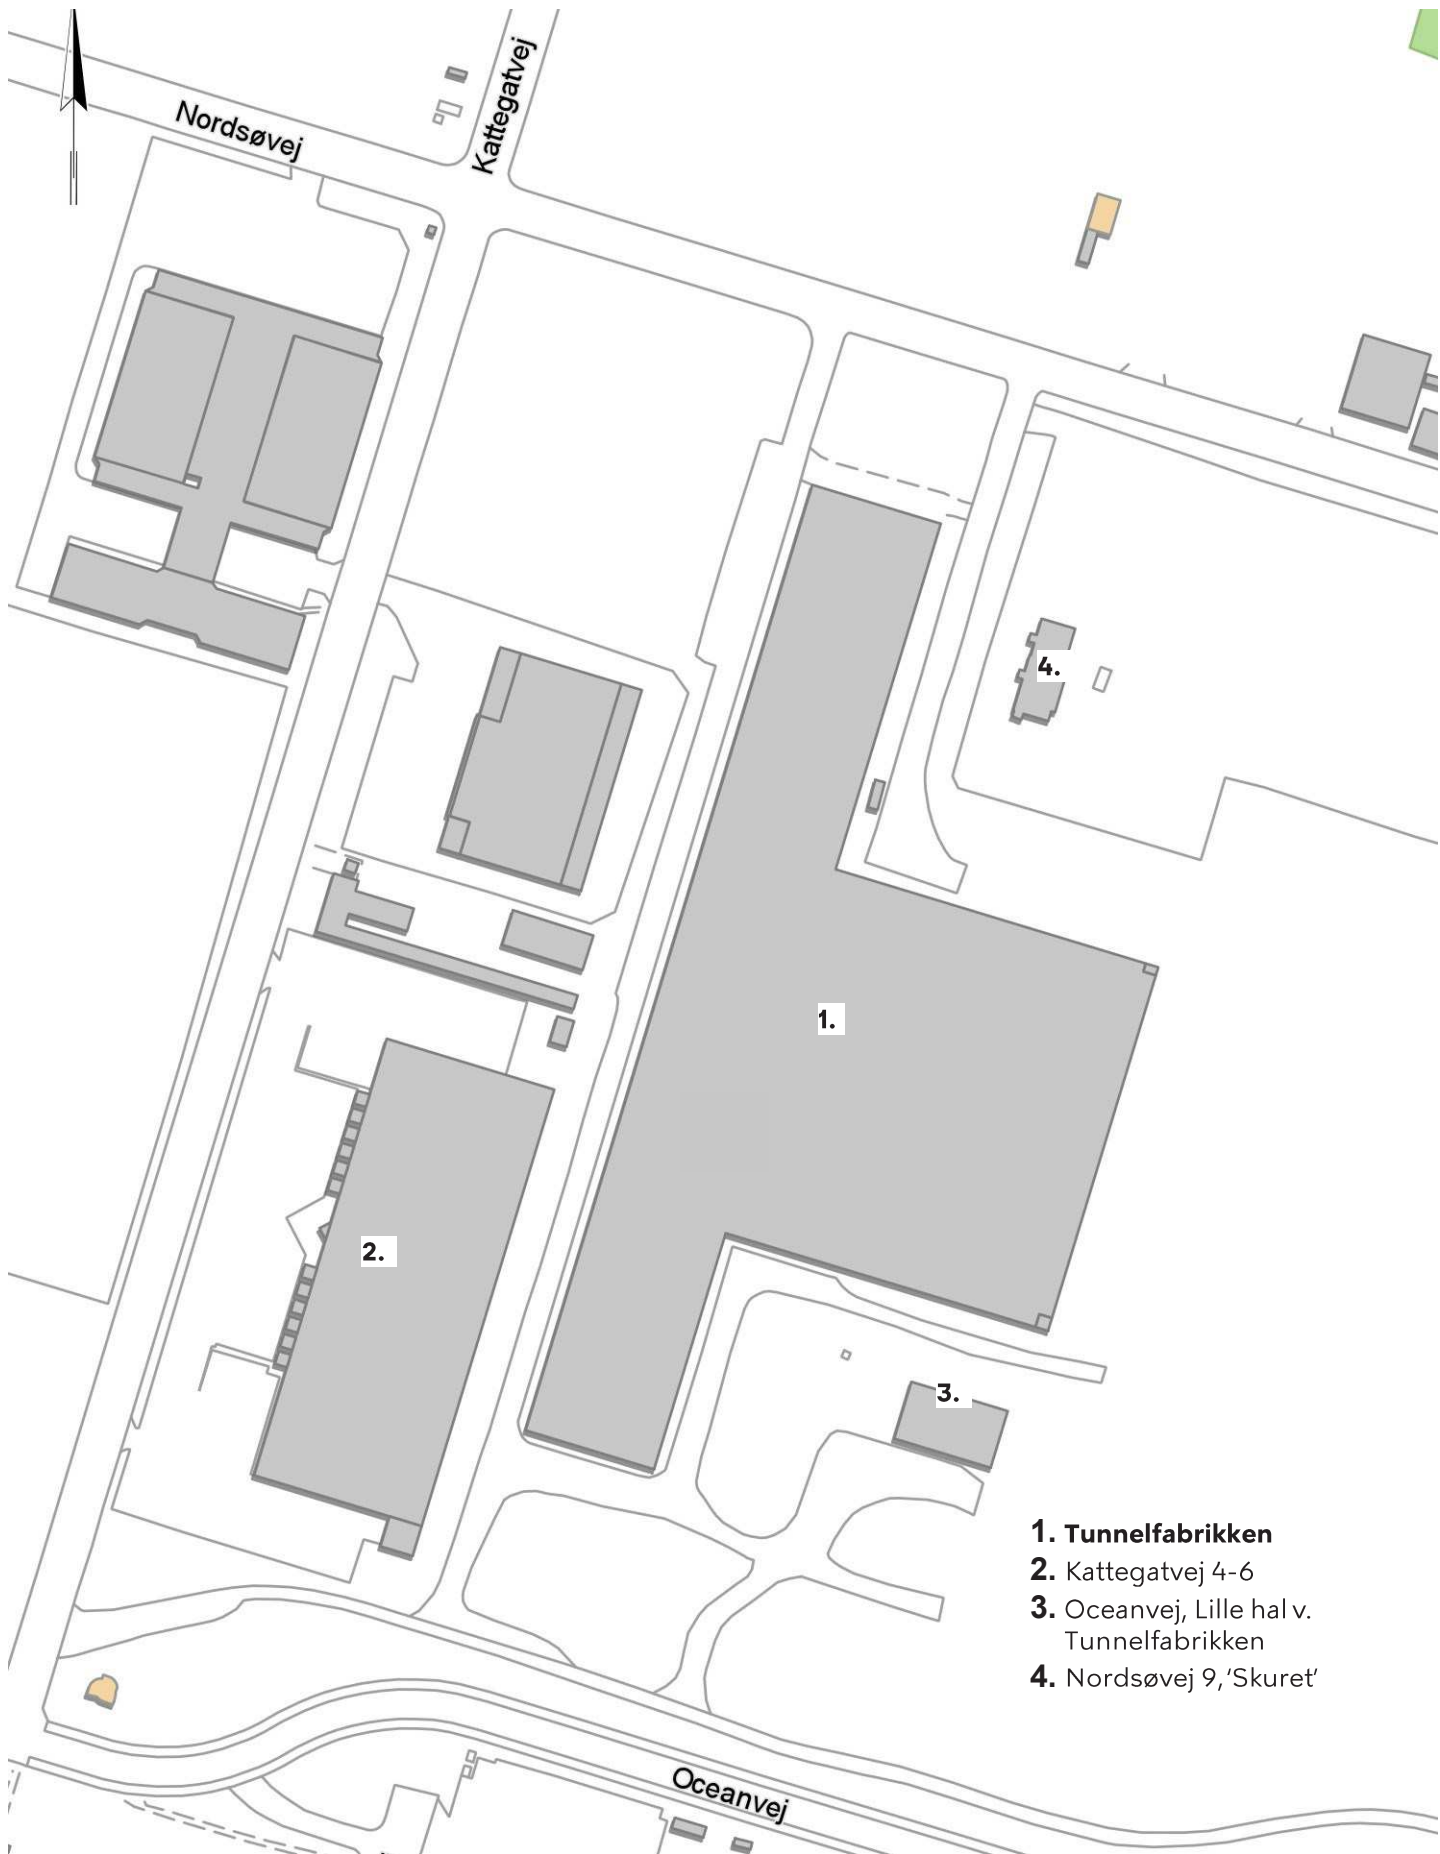 Kattegatvej
Nordsøvej
4.
1.
2.
3.
1. Tunnelfabrikken
2. Kattegatvej 4-6
3. Oceanvej, Lille hal v.
Tunnelfabrikken
4. Nordsøvej 9, ‘Skuret’
Oceanvej